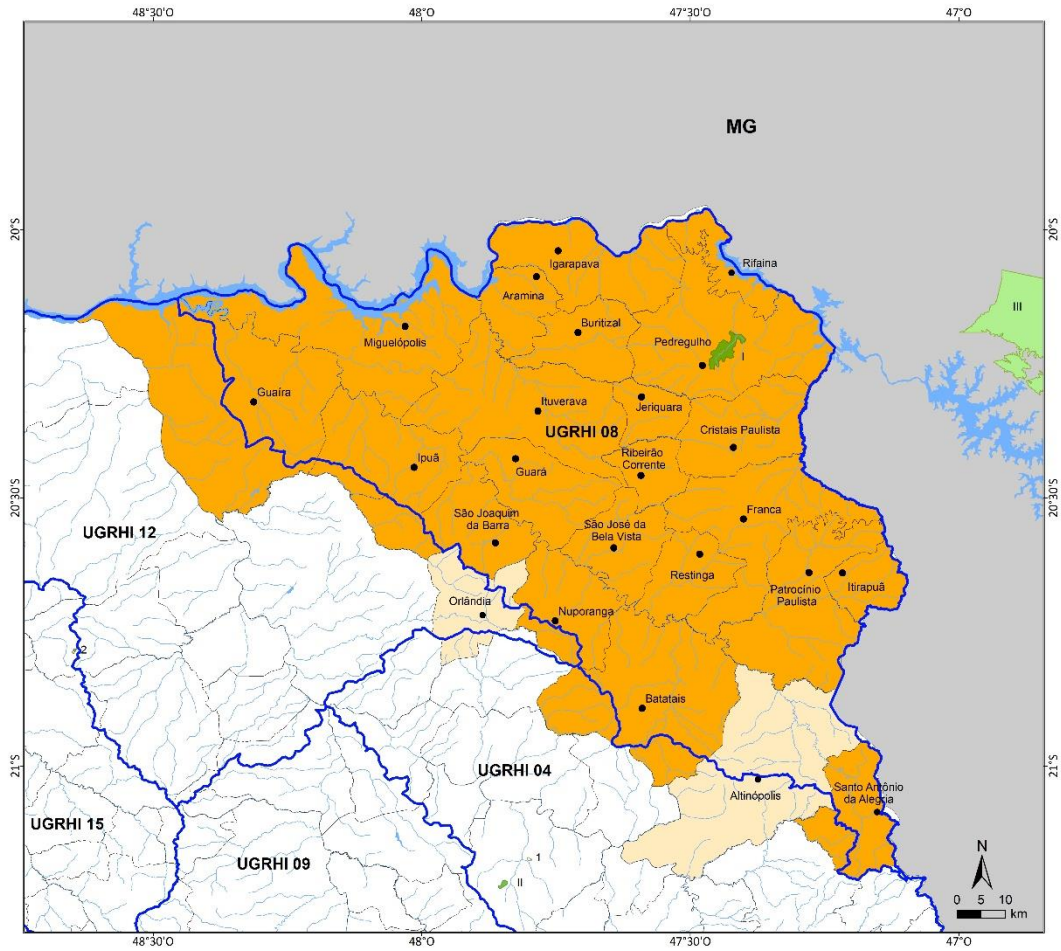 48°30'O
48°O
47°30'O
47°O
MG
20°S
20°S
Rifaina
Igarapava
Aramina
III
Buritizal
Miguelópolis
Pedregulho
I
Guaíra
Jeriquara
Ituverava
Cristais Paulista
UGRHI 08
Ribeirão
Corrente
Ipuã
Guará
20°30'S
20°30'S
São Joaquim
da Barra
Franca
São José da
Bela Vista
UGRHI 12
Restinga
Patrocínio
Paulista
Itirapuã
Orlândia
Nuporanga
2
Batatais
21°S
21°S
UGRHI 04
Altinópolis
Santo Antônio
da Alegria
UGRHI 15
UGRHI 09
1
II
N
0 5 10
km
48°30'O
48°O
47°30'O
47°O